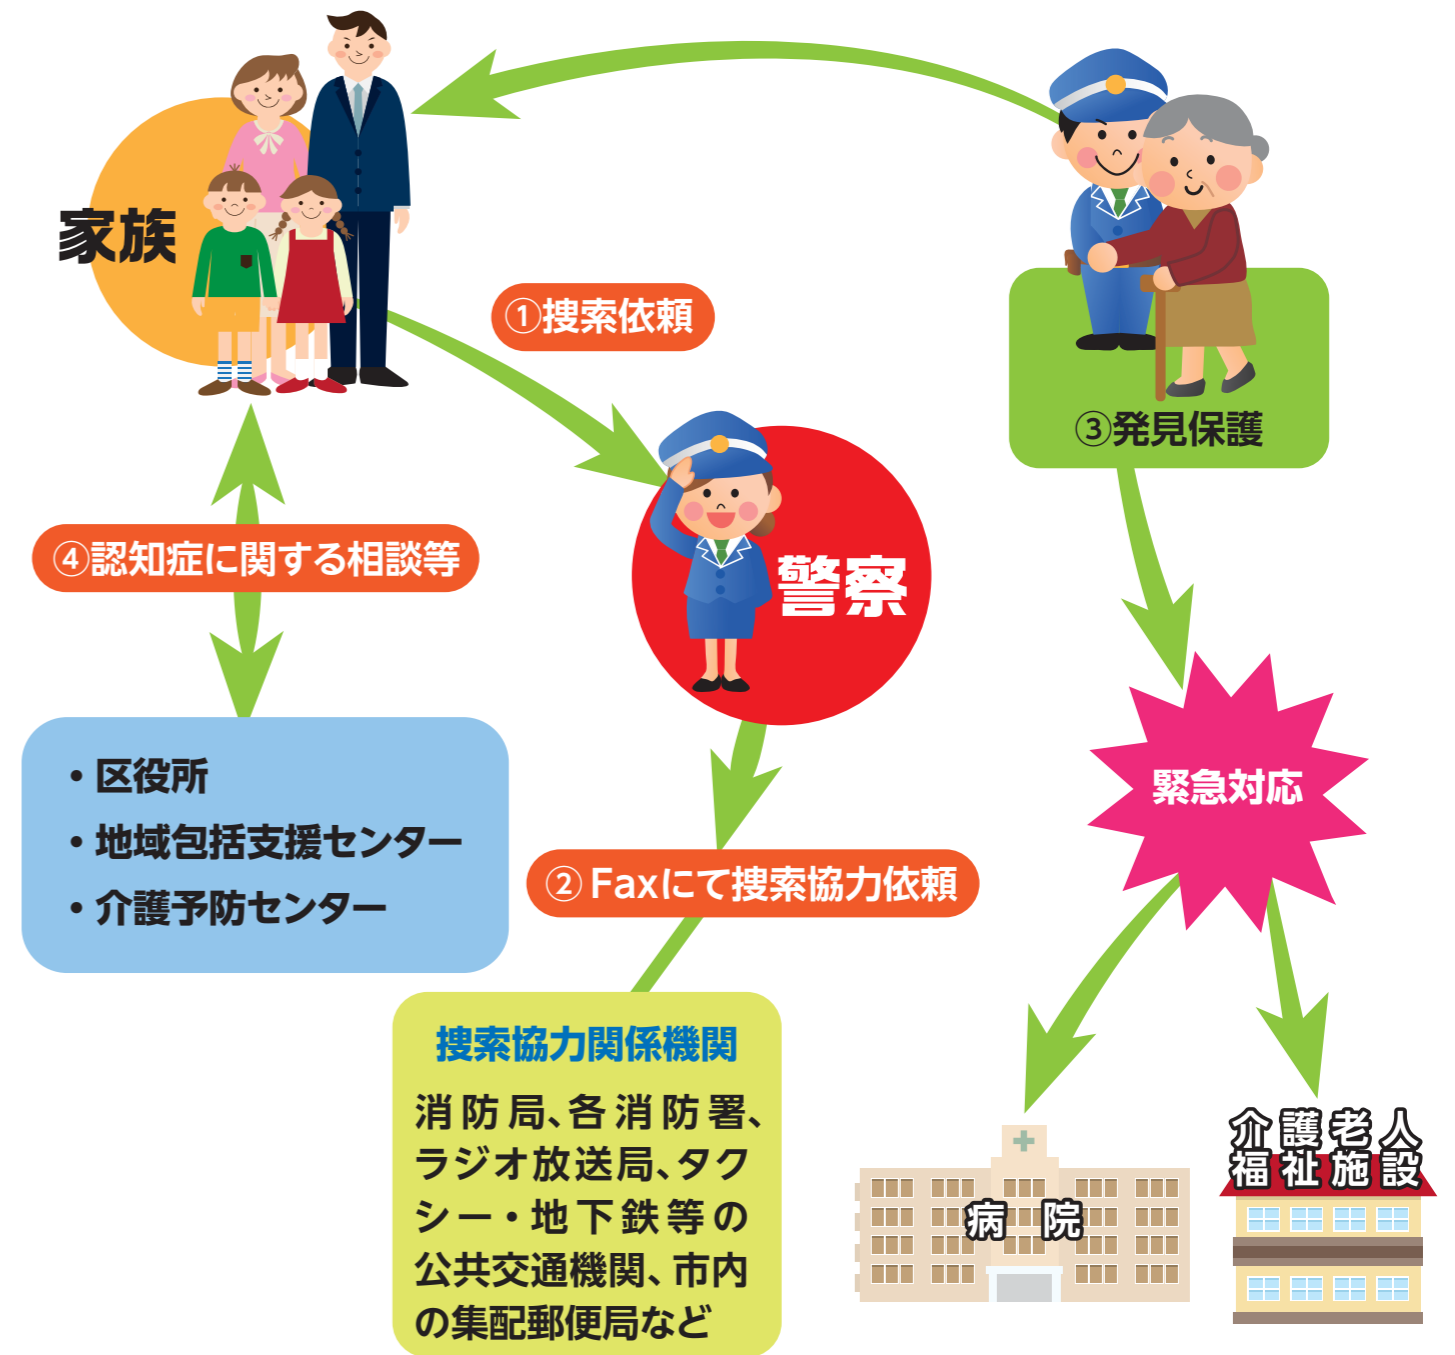 家族
①捜索依頼
③発見保護
④認知症に関する相談等
警察
・区役所
・地域包括支援センター
・介護予防センター
緊急対応
②Faxにて捜索協力依頼
捜索協力関係機関
消防局、各消防署、
ラジオ放送局、タク
シー・地下鉄等の
公共交通機関、市内
の集配郵便局など
病院
介護老人
福祉施設